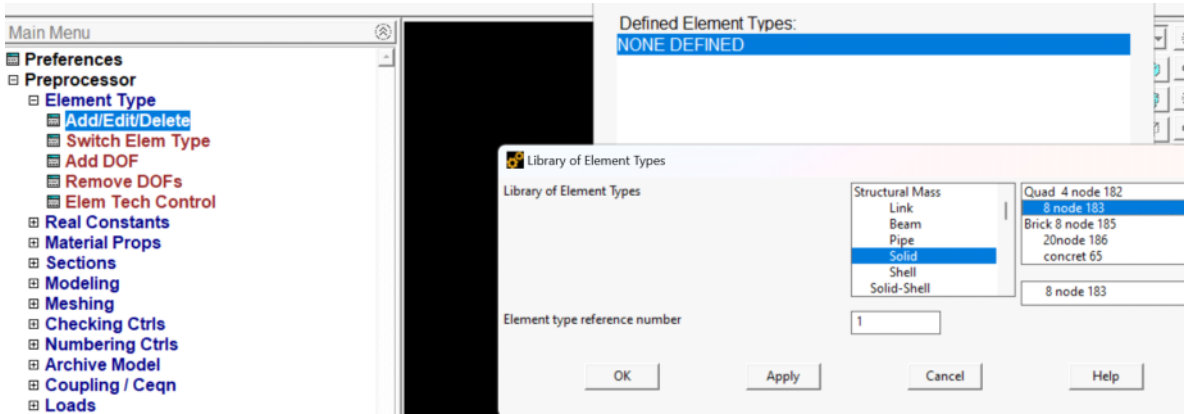 Main Menu
Preferences
Preprocessor
Element Type
Add/Edit/Delete
Switch Elem Type
Add DOF
Remove DOFs
Elem Tech Control
Real Constants
Material Props
Sections
Modeling
Meshing
Checking Ctrls
Numbering Ctrls
Archive Model
Coupling / Ceqn
Loads
Defined Element Types:
NONE DEFINED
Library of Element Types
Library of Element Types
Structural Mass
Link
Beam
Pipe
Solid
Shell
Solid-Shell
Quad 4 node 182
8 node 183
Brick 8 node 185
20node 186
concret 65
8 node 183
Element type reference number
1
OK
Apply
Cancel
Help